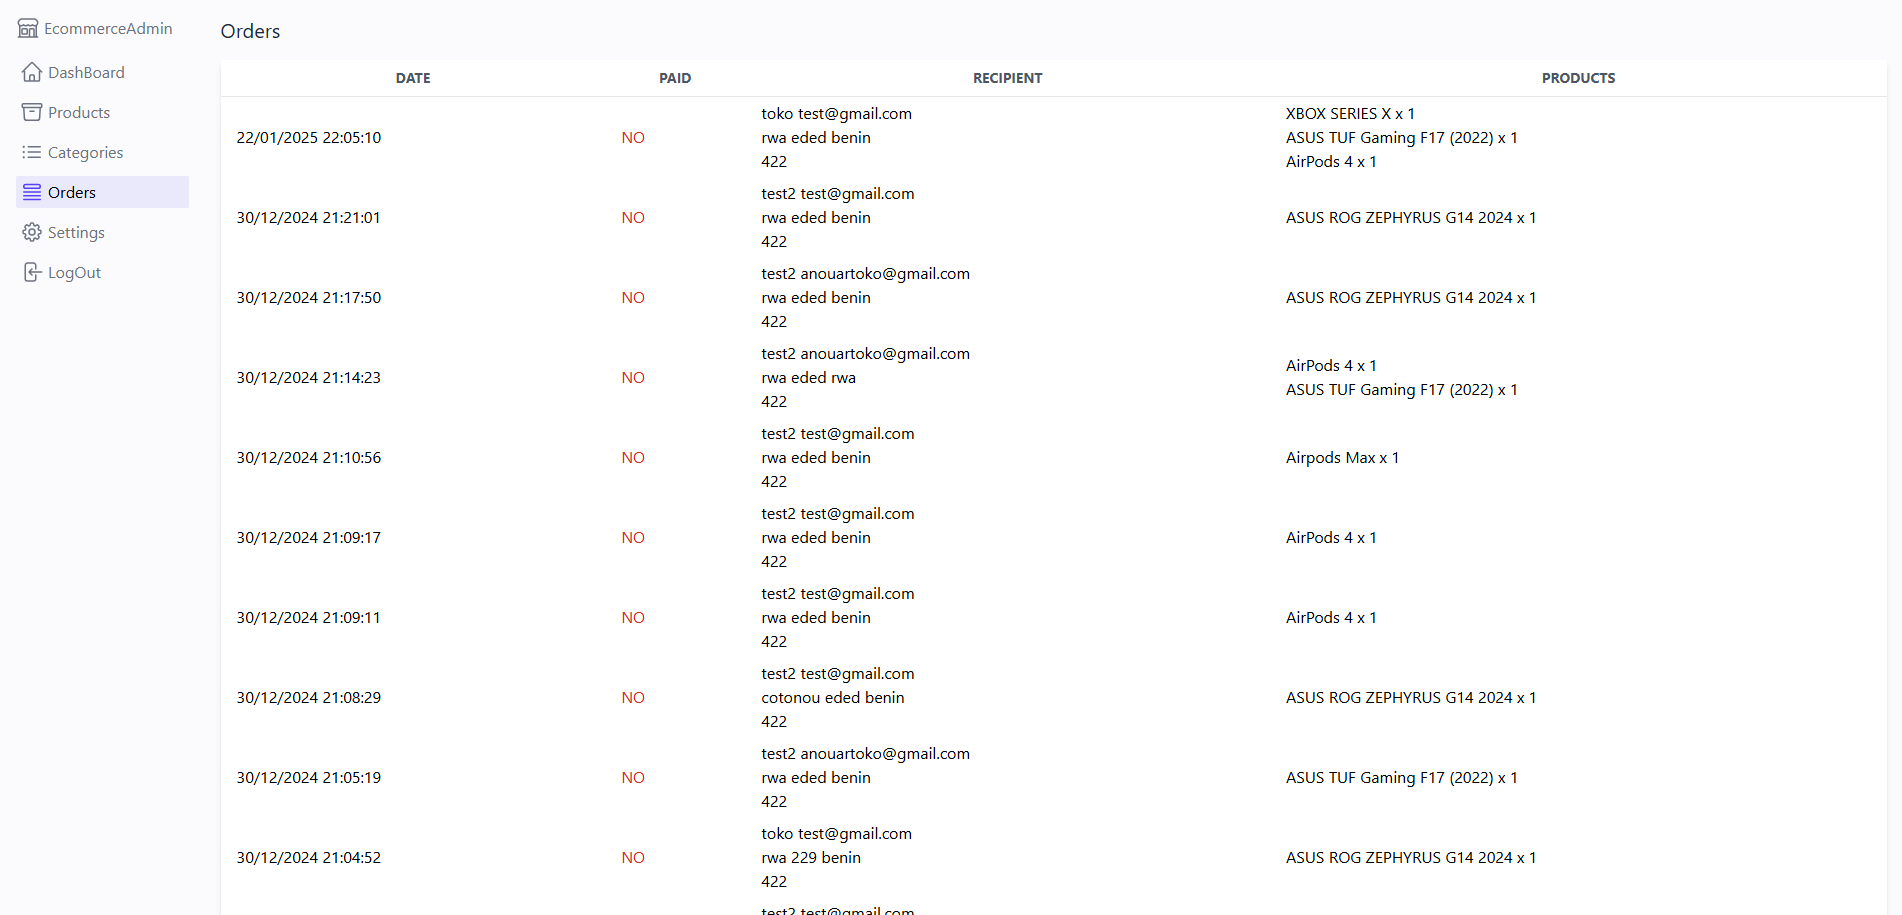 EcommerceAdmin
DashBoard
Products
Categories
Orders
Settings
LogOut
Orders
DATE PAID RECIPIENT PRODUCTS
22/01/2025 22:05:10 NO
toko test@gmail.com
rwa eded benin
422
XBOX SERIES X x 1
ASUS TUF Gaming F17 (2022) x 1
AirPods 4 x 1
30/12/2024 21:21:01 NO
test2 test@gmail.com
rwa eded benin
422
ASUS ROG ZEPHYRUS G14 2024 x 1
30/12/2024 21:17:50 NO
test2 anouartoko@gmail.com
rwa eded benin
422
ASUS ROG ZEPHYRUS G14 2024 x 1
30/12/2024 21:14:23 NO
test2 anouartoko@gmail.com
rwa eded rwa
422
AirPods 4 x 1
ASUS TUF Gaming F17 (2022) x 1
30/12/2024 21:10:56 NO
test2 test@gmail.com
rwa eded benin
422
Airpods Max x 1
30/12/2024 21:09:17 NO
test2 test@gmail.com
rwa eded benin
422
AirPods 4 x 1
30/12/2024 21:09:11 NO
test2 test@gmail.com
rwa eded benin
422
AirPods 4 x 1
30/12/2024 21:08:29 NO
test2 test@gmail.com
cotonou eded benin
422
ASUS ROG ZEPHYRUS G14 2024 x 1
30/12/2024 21:05:19 NO
test2 anouartoko@gmail.com
rwa eded benin
422
ASUS TUF Gaming F17 (2022) x 1
30/12/2024 21:04:52 NO
toko test@gmail.com
rwa 229 benin
422
ASUS ROG ZEPHYRUS G14 2024 x 1
test2 test@gmail.com